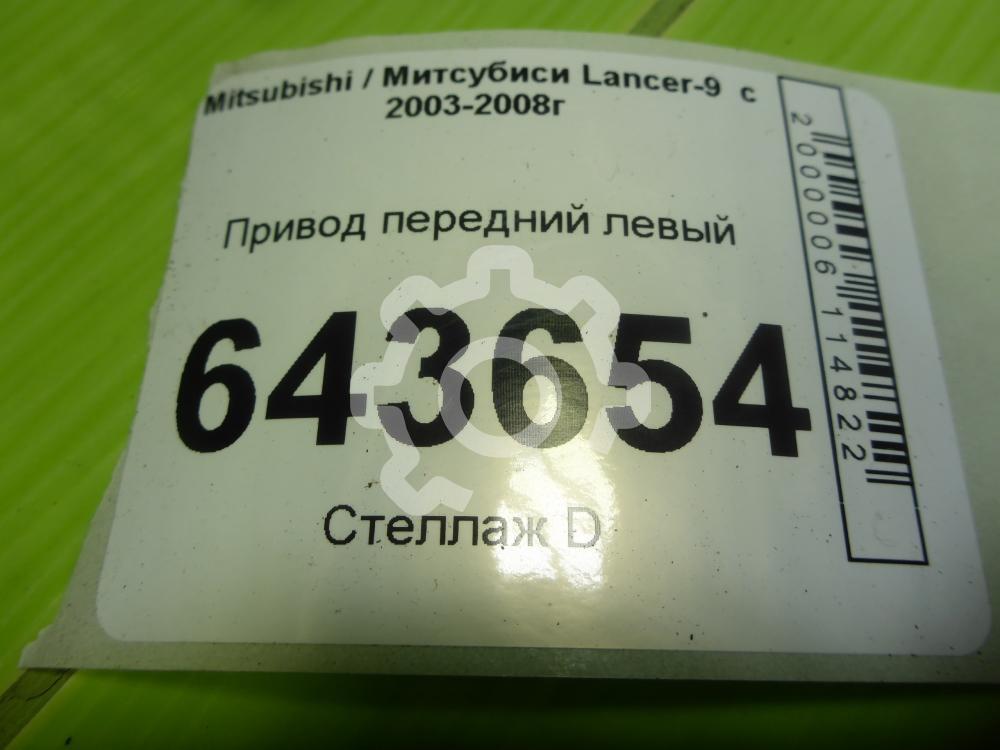 Mitsubishi / Митсубиси Lancer-9 с
2003-2008г
Привод передний левый
643654
Стеллаж D
2000006114822